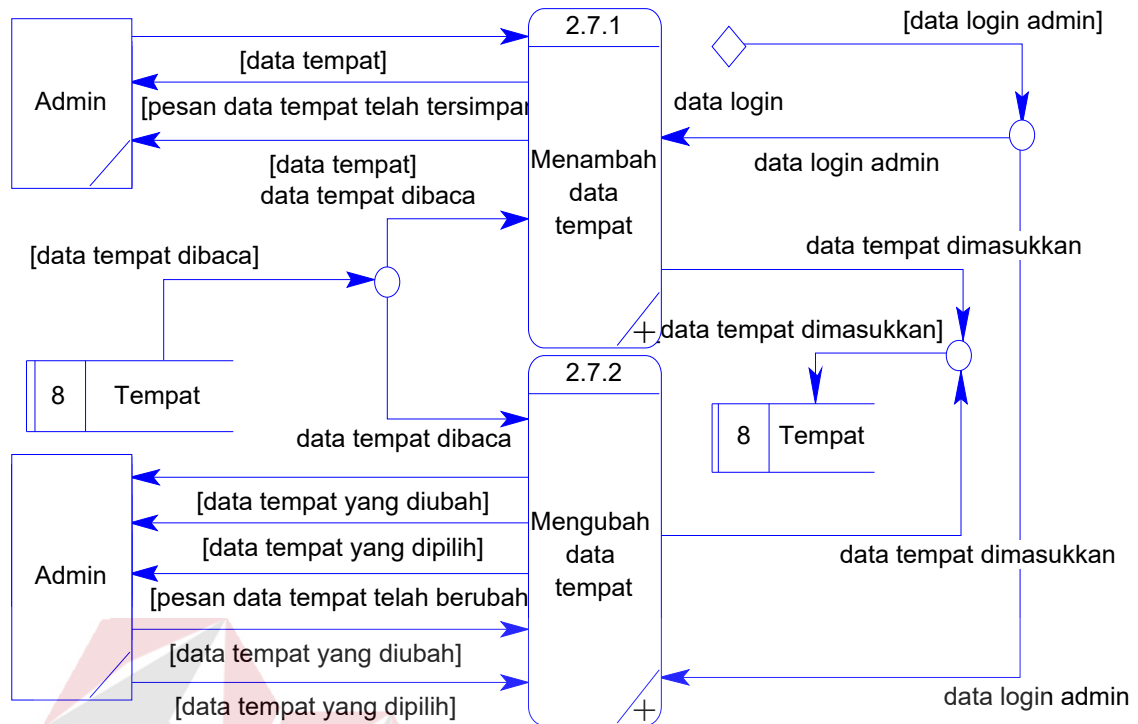 2.7.1
[data login admin]
[data tempat]
Admin
[pesan data tempat telah tersimpan
data login
Menambah
data
tempat
data login admin
[data tempat]
data tempat dibaca
[data tempat dibaca]
data tempat dimasukkan
data tempat dimasukkan]
8 Tempat
2.7.2
data tempat dibaca
8 Tempat
[data tempat yang diubah]
[data tempat yang dipilih]
Mengubah
data
tempat
data tempat dimasukkan
Admin
[pesan data tempat telah berubah
[data tempat yang diubah]
[data tempat yang dipilih]
data login admin